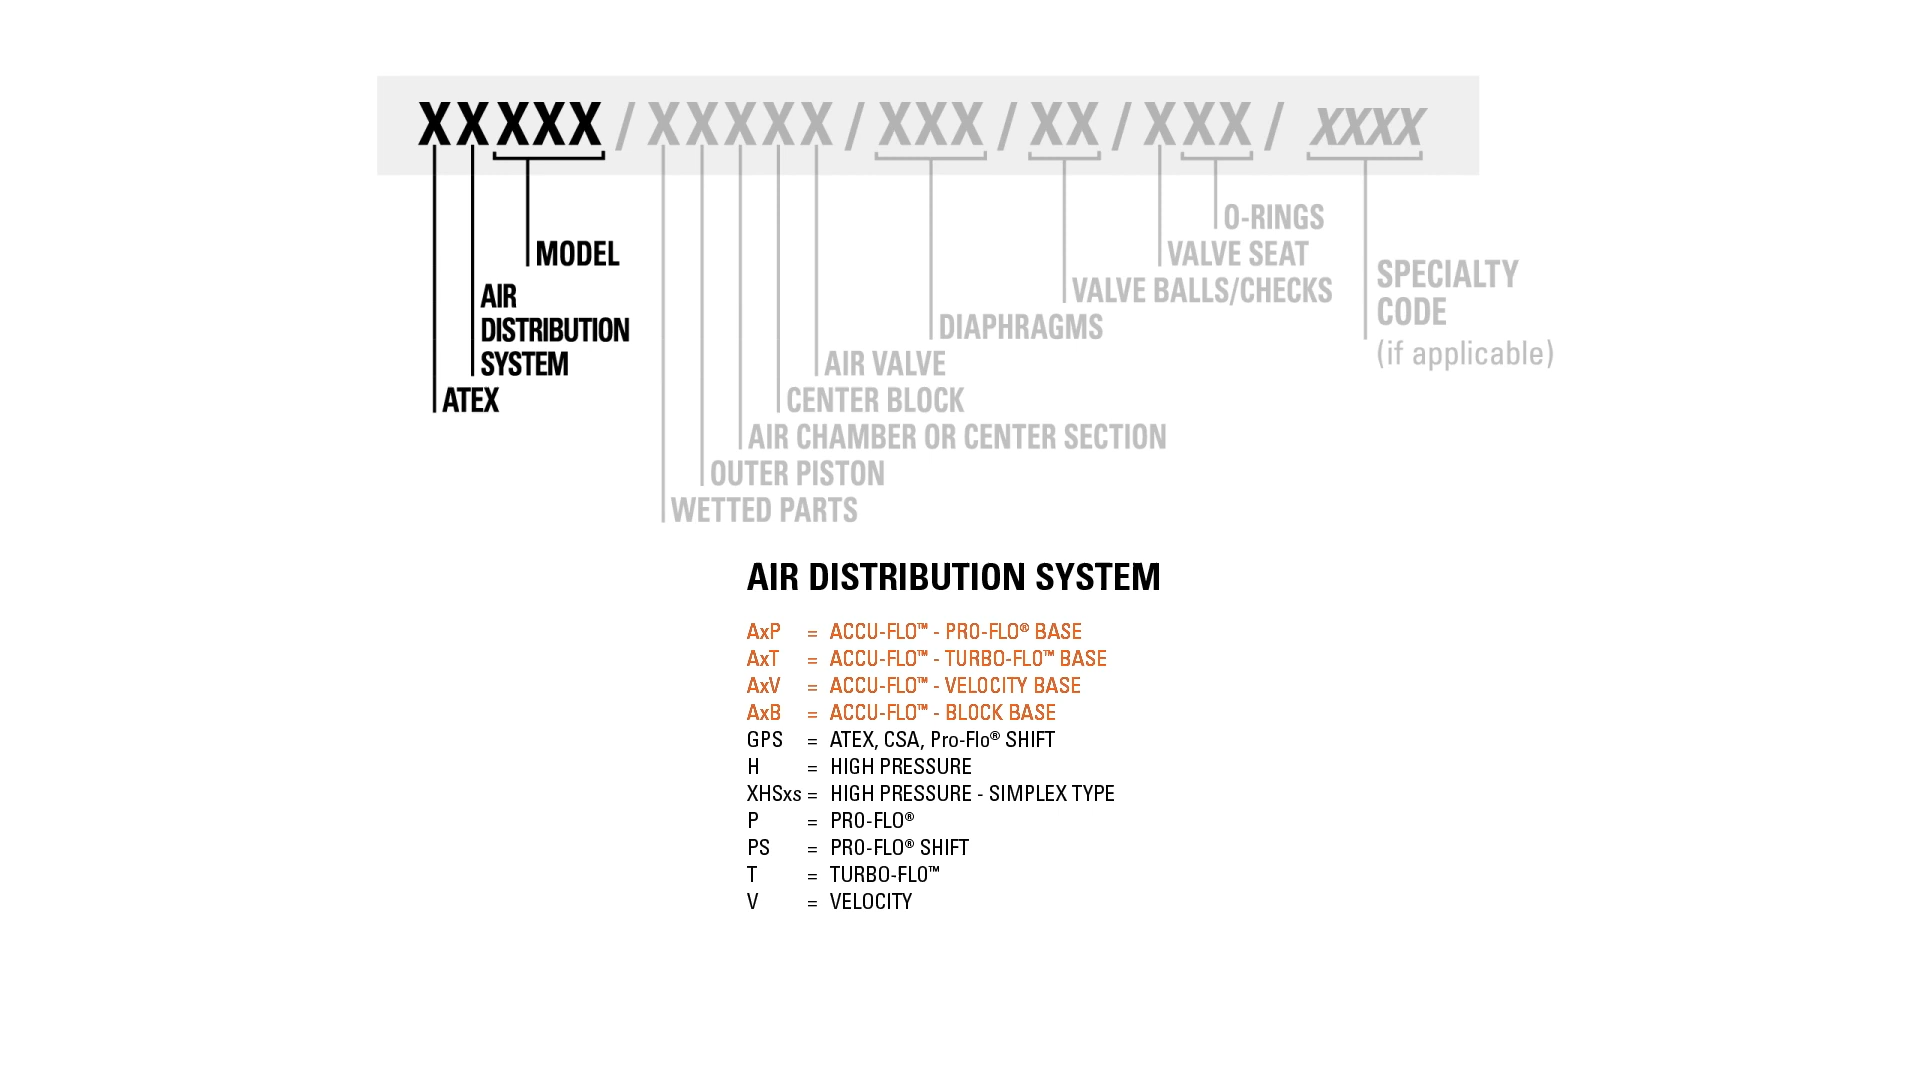 XXXXX / XXXXX / XXX / XX / XXX / XXXX
O-RINGS
MODEL
VALVE SEAT
SPECIALTY
CODE
(if applicable)
VALVE BALLS/CHECKS
AIR
DISTRIBUTION
SYSTEM
DIAPHRAGMS
AIR VALVE
ATEX
CENTER BLOCK
AIR CHAMBER OR CENTER SECTION
OUTER PISTON
WETTED PARTS
AIR DISTRIBUTION SYSTEM
AxP = ACCU-FLO™ - PRO-FLO® BASE
AxT = ACCU-FLO™ - TURBO-FLO™ BASE
AxV = ACCU-FLO™ - VELOCITY BASE
AxB = ACCU-FLO™ - BLOCK BASE
GPS = ATEX, CSA, Pro-Flo® SHIFT
H = HIGH PRESSURE
XHSxs = HIGH PRESSURE - SIMPLEX TYPE
P = PRO-FLO®
PS = PRO-FLO® SHIFT
T = TURBO-FLO™
V = VELOCITY